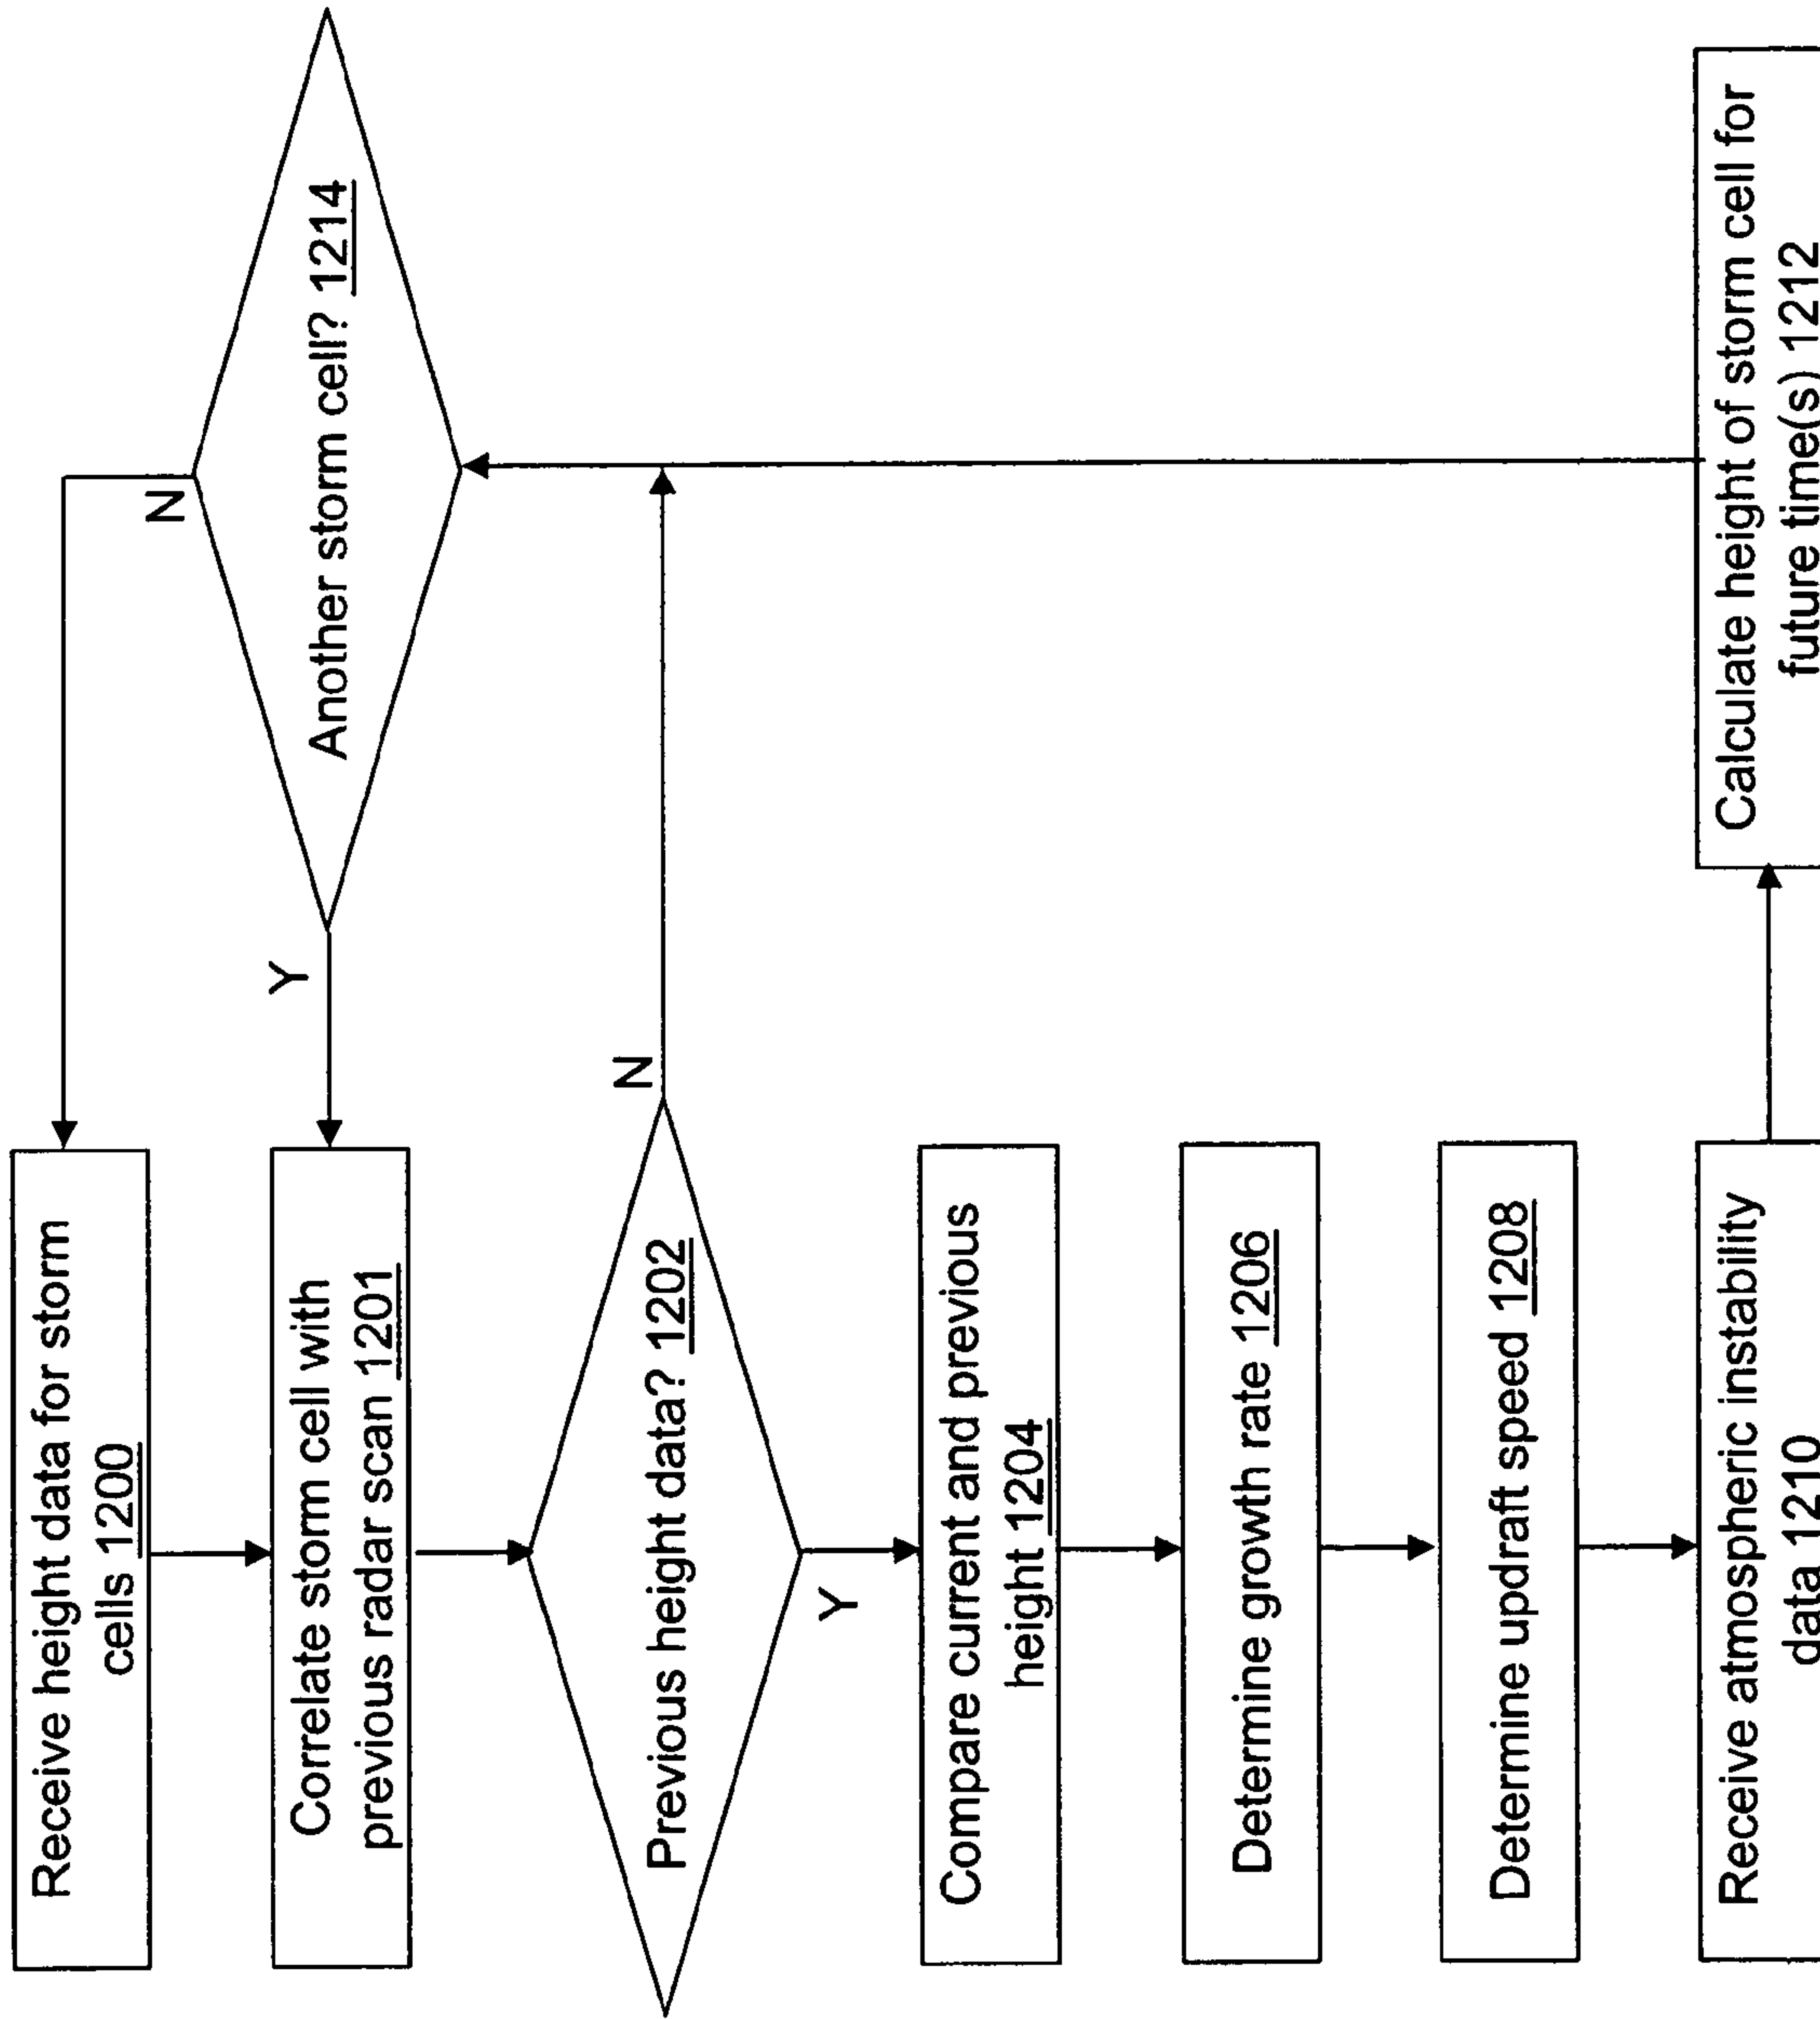 Receive height data for storm
cells 1200
Correlate storm cell with
previous radar scan 1201
Previous height data? 1202
N
Y
Compare current and previous
height 1204
Determine growth rate 1206
Determine updraft speed 1208
Receive atmospheric instability
data 1210
Calculate height of storm cell for
future time(s) 1212
Another storm cell? 1214
N
Y